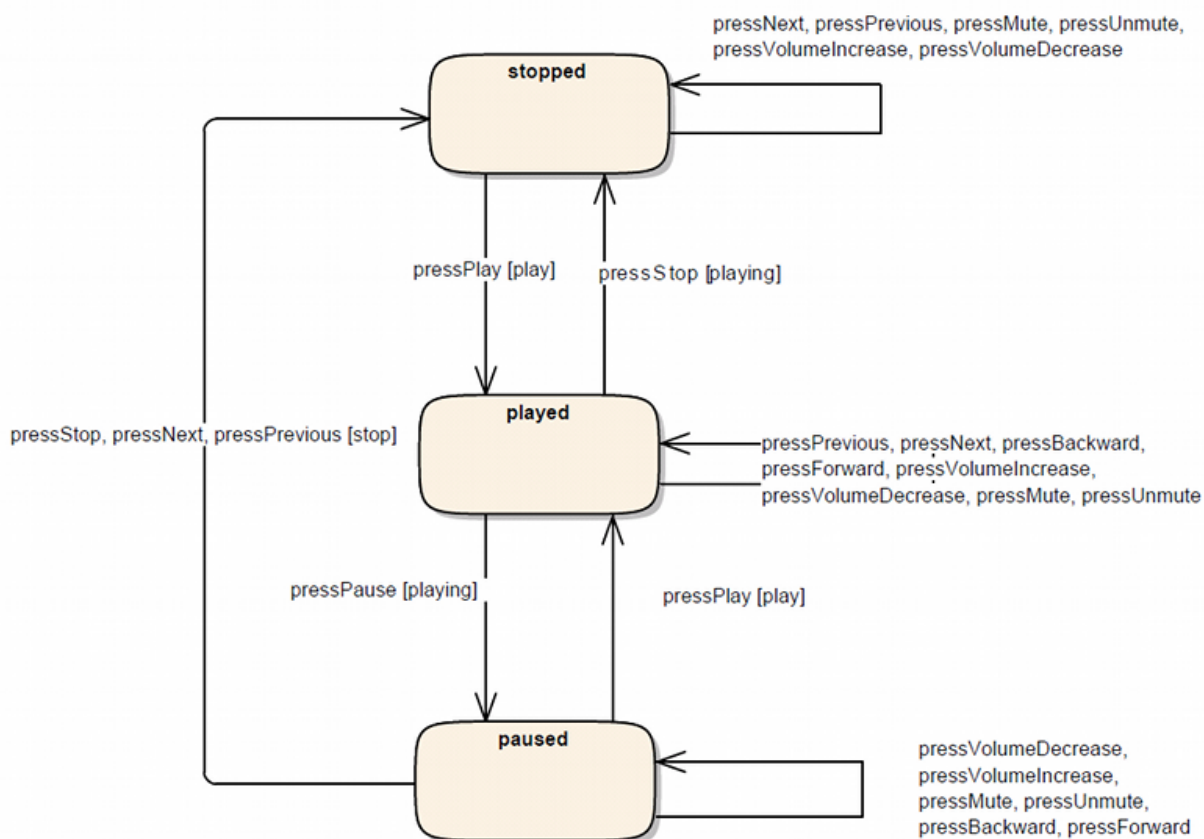 pressNext, pressPrevious, pressMute, pressUnmute,
pressVolumeIncrease, pressVolumeDecrease
stopped
pressPlay [play]
pressStop [playing]
played
pressStop, pressNext, pressPrevious [stop]
pressPrevious, pressNext, pressBackward,
pressForward, pressVolumeIncrease,
pressVolumeDecrease, pressMute, pressUnmute
pressPause [playing]
pressPlay [play]
paused
pressVolumeDecrease,
pressVolumeIncrease,
pressMute, pressUnmute,
pressBackward, pressForward